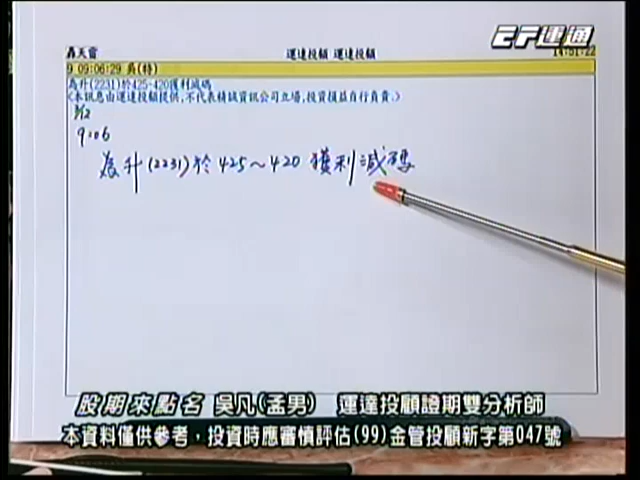 EF運通
轟天雷 運達投顧 運達投顧 14:51:22
9 09:06:29 吳(特)
為升(2231)於425-420獲利減碼
<本訊息由運達投顧提供,不代表精誠資訊公司立場,投資損益自行負責.>
3/12
9:06
為升(2231)於425~420獲利減碼
股期來點名 吳凡(孟男) 運達投顧證期雙分析師
本資料僅供參考,投資時應審慎評估(99)金管投顧新字第047號